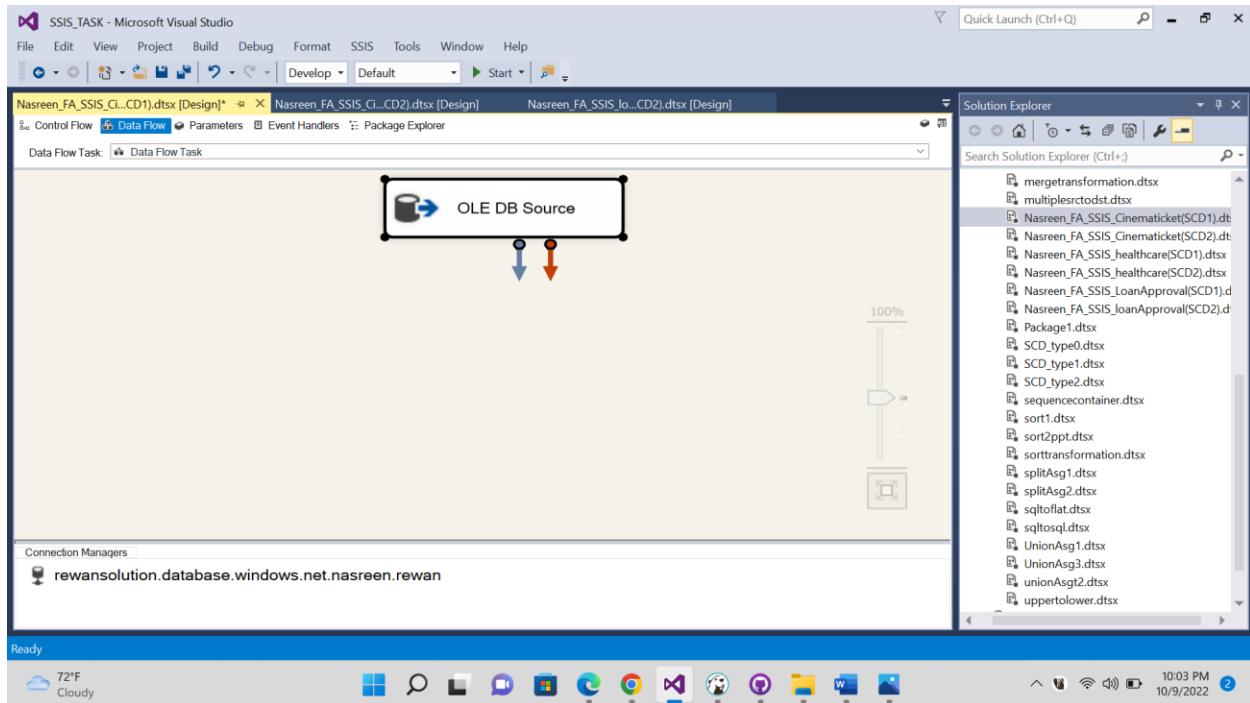 SSIS_TASK - Microsoft Visual Studio
Quick Launch (Ctrl+Q)
File Edit View Project Build Debug Format SSIS Tools Window Help
Develop Default Start
Nasreen_FA_SSIS_Ci...CD1).dtsx [Design]* Nasreen_FA_SSIS_Ci...CD2).dtsx [Design] Nasreen_FA_SSIS_lo...CD2).dtsx [Design]
Control Flow Data Flow Parameters Event Handlers Package Explorer
Data Flow Task: Data Flow Task
OLE DB Source
100%
Connection Managers
rewansolution.database.windows.net.nasreen.rewan
Solution Explorer
Search Solution Explorer (Ctrl+;)
mergetransformation.dtsx
multiplesrctodst.dtsx
Nasreen_FA_SSIS_Cinematicket(SCD1).dts
Nasreen_FA_SSIS_Cinematicket(SCD2).dts
Nasreen_FA_SSIS_healthcare(SCD1).dtsx
Nasreen_FA_SSIS_healthcare(SCD2).dtsx
Nasreen_FA_SSIS_LoanApproval(SCD1).d
Nasreen_FA_SSIS_loanApproval(SCD2).d
Package1.dtsx
SCD_type0.dtsx
SCD_type1.dtsx
SCD_type2.dtsx
sequencecontainer.dtsx
sort1.dtsx
sort2ppt.dtsx
sorttransformation.dtsx
splitAsg1.dtsx
splitAsg2.dtsx
sqltoflat.dtsx
sqltosql.dtsx
UnionAsg1.dtsx
UnionAsg3.dtsx
unionAsgt2.dtsx
uppertolower.dtsx
Ready
72°F
Cloudy
10:03 PM
10/9/2022
2